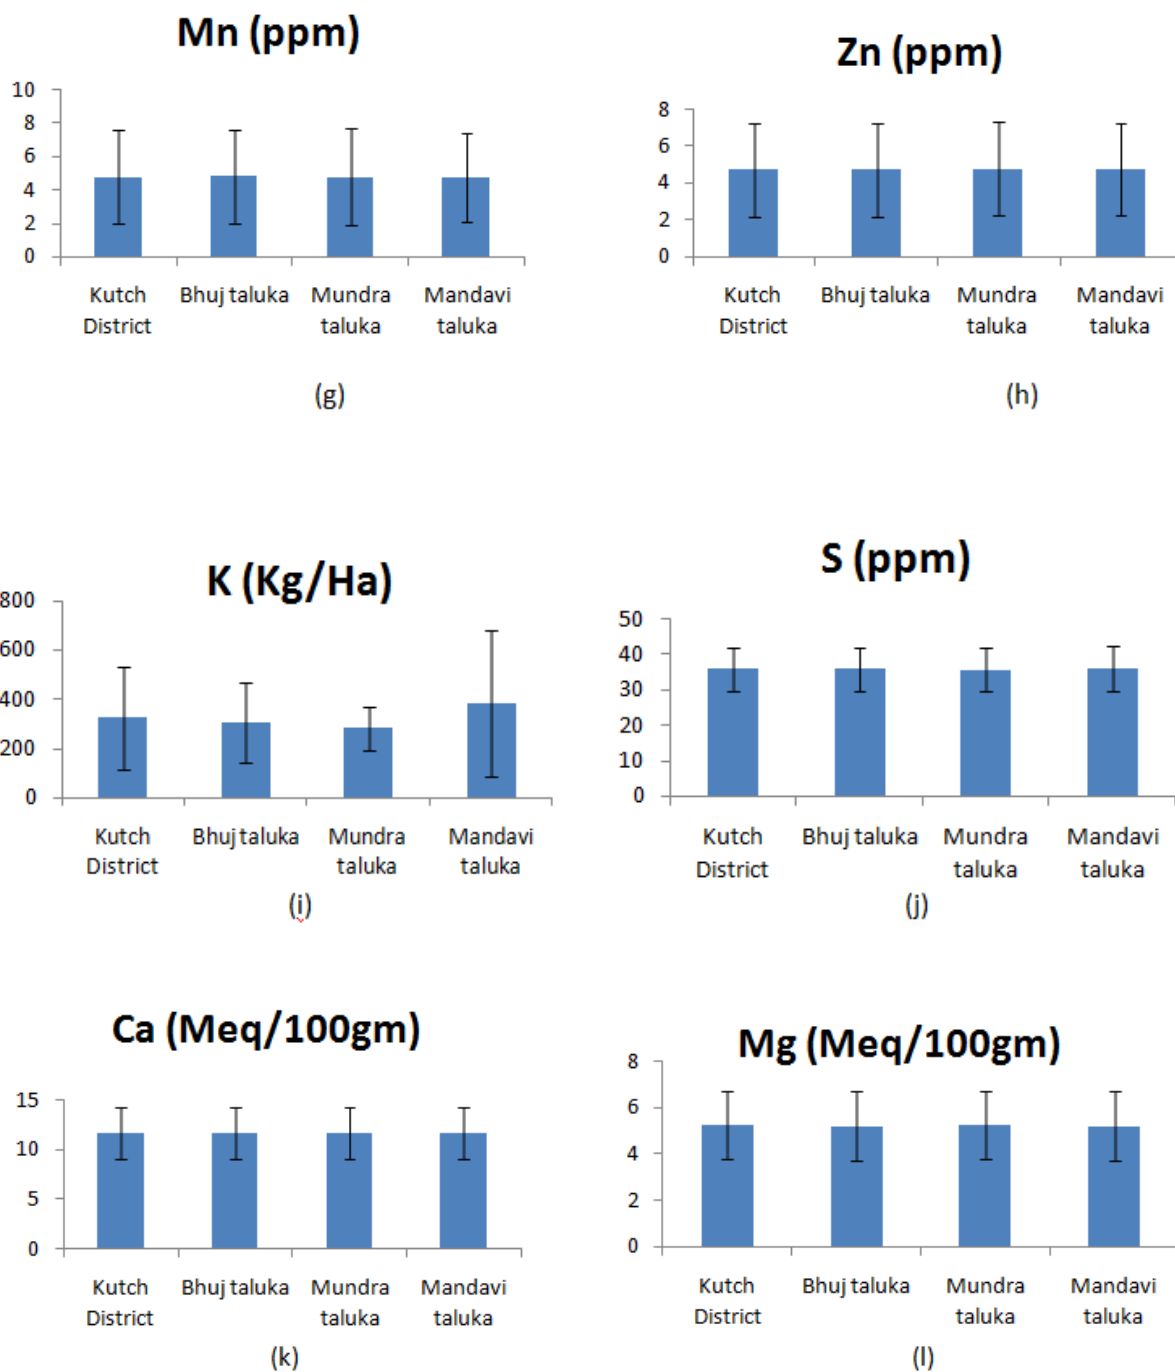 Mn (ppm)
10
8
6
4
2
0
Kutch District
Bhuj taluka
Mundra taluka
Mandavi taluka
(g)
Zn (ppm)
8
6
4
2
0
Kutch District
Bhuj taluka
Mundra taluka
Mandavi taluka
(h)
K (Kg/Ha)
800
600
400
200
0
Kutch District
Bhuj taluka
Mundra taluka
Mandavi taluka
(i)
S (ppm)
50
40
30
20
10
0
Kutch District
Bhuj taluka
Mundra taluka
Mandavi taluka
(j)
Ca (Meq/100gm)
15
10
5
0
Kutch District
Bhuj taluka
Mundra taluka
Mandavi taluka
(k)
Mg (Meq/100gm)
8
6
4
2
0
Kutch District
Bhuj taluka
Mundra taluka
Mandavi taluka
(l)